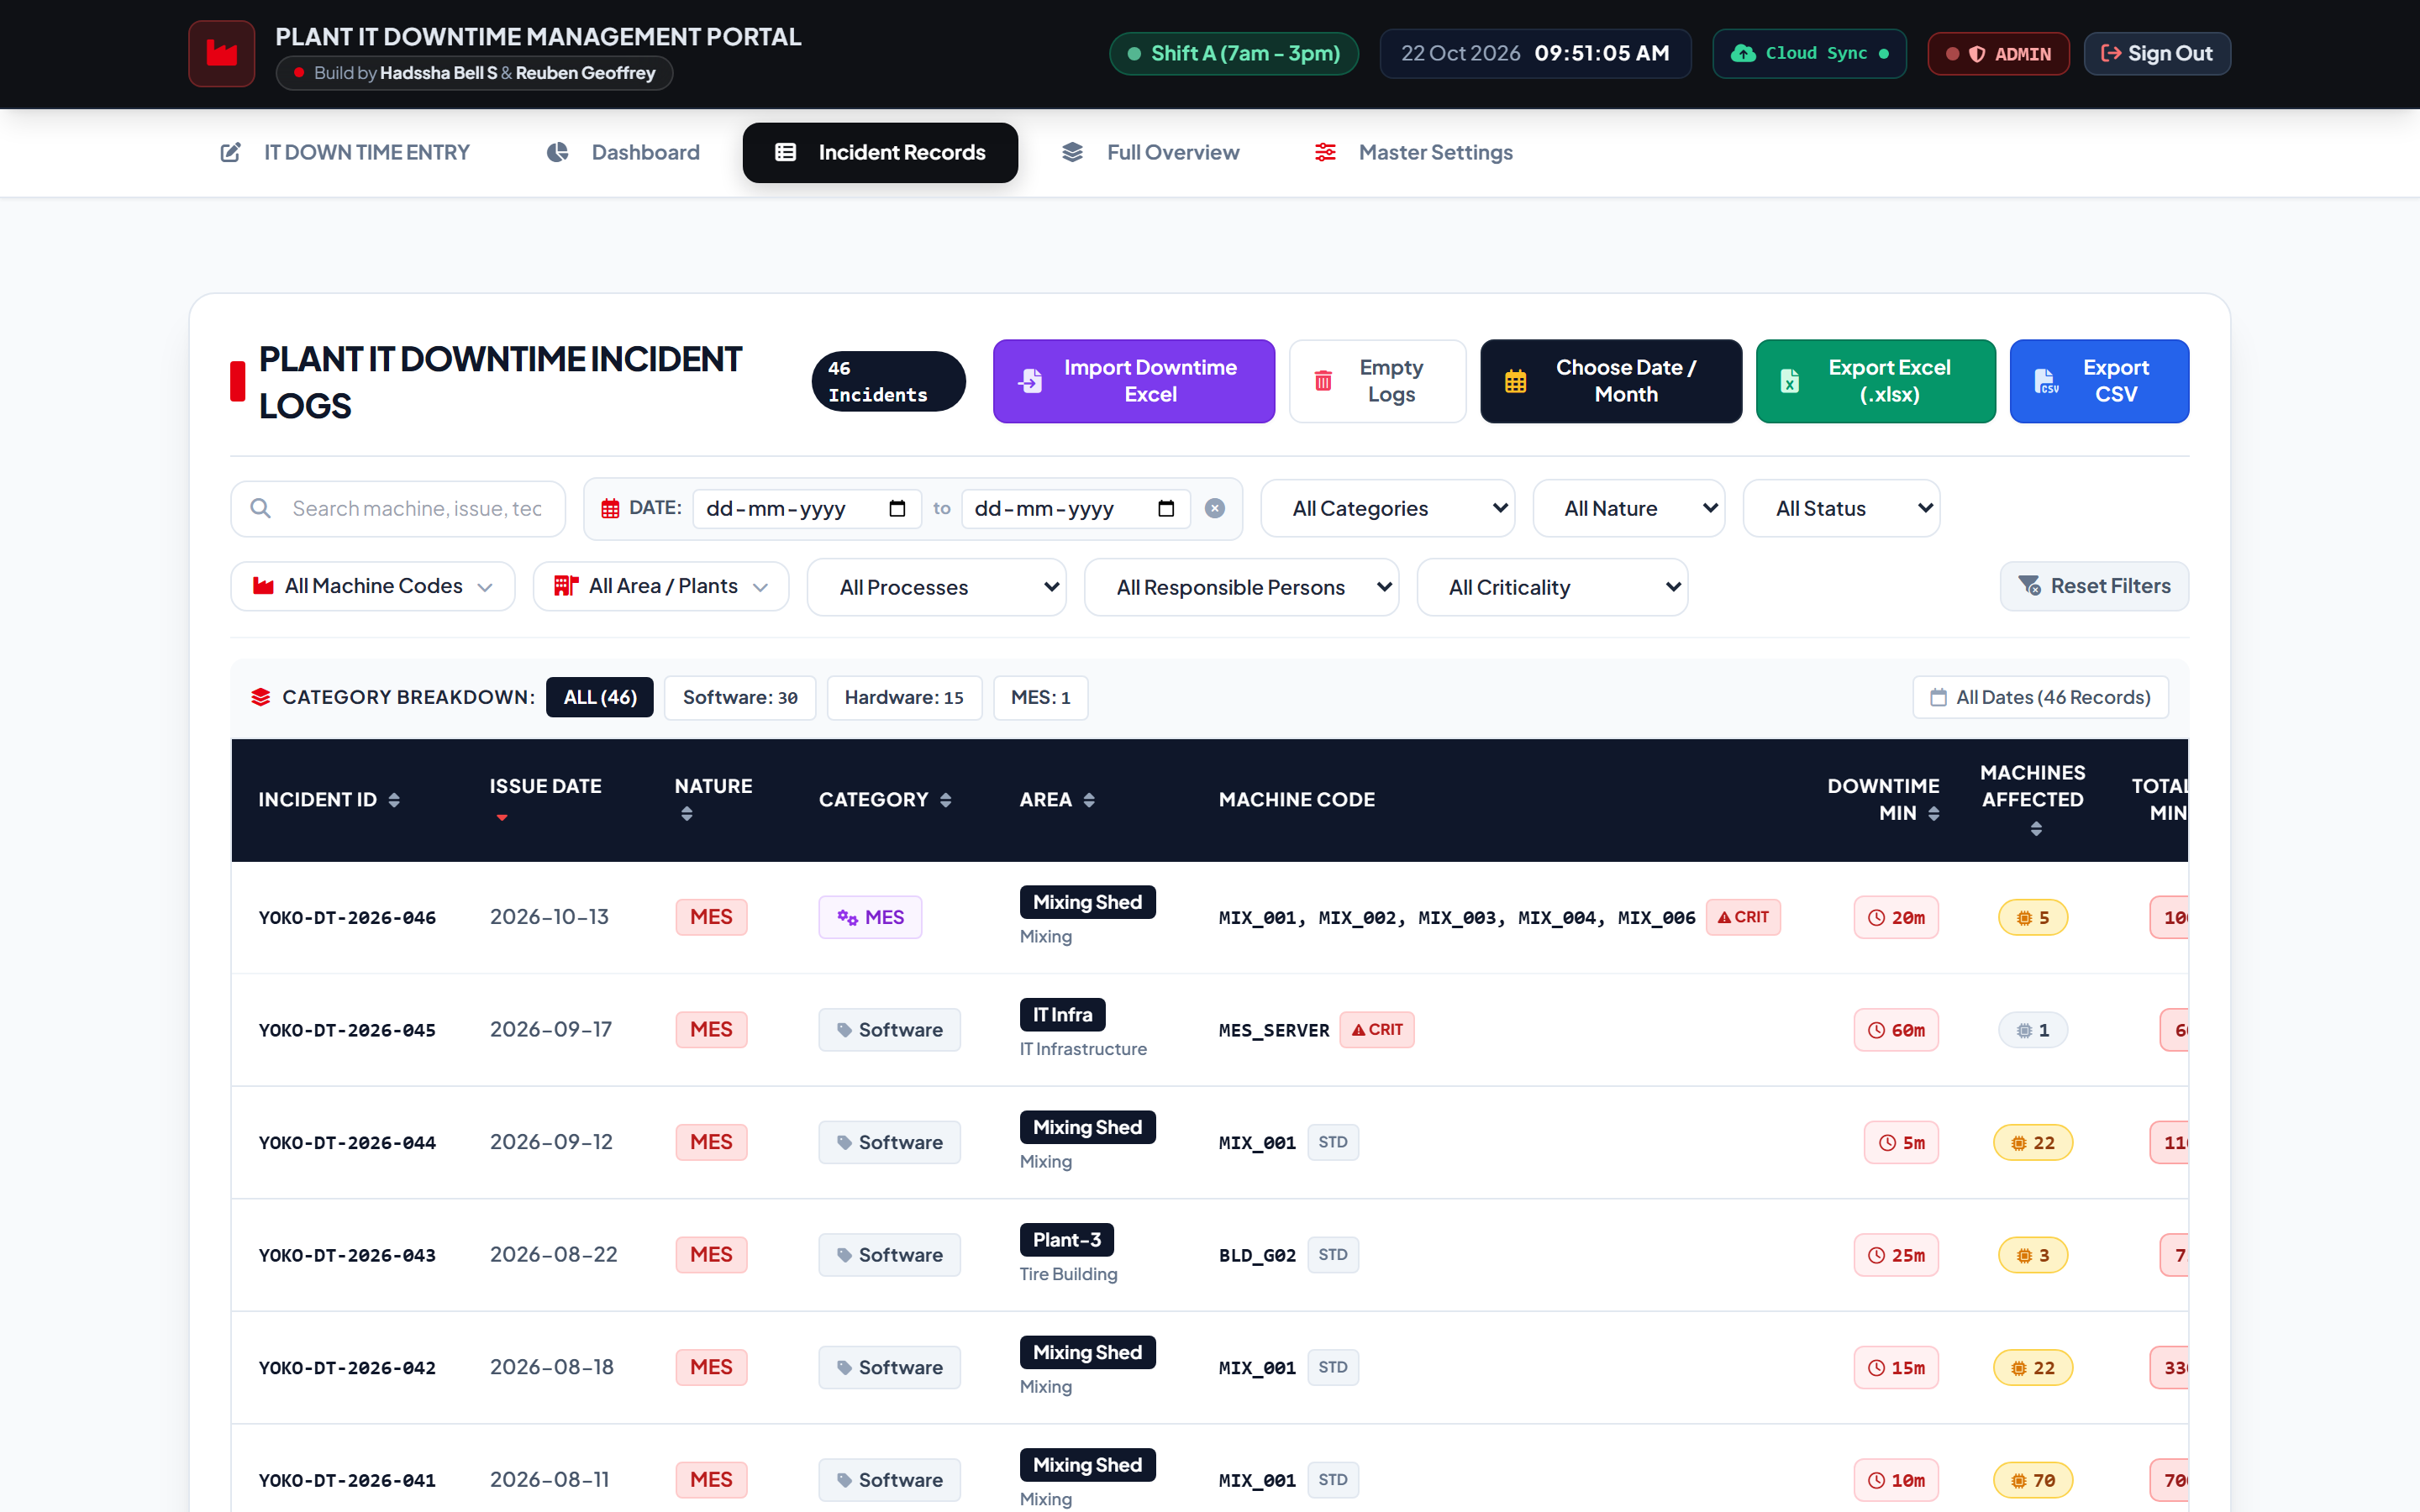 PLANT IT DOWNTIME MANAGEMENT PORTAL
Build by Hadssha Bell S & Reuben Geoffrey
Shift A (7am - 3pm)
22 Oct 2026 09:51:05 AM
Cloud Sync
ADMIN
Sign Out
IT DOWN TIME ENTRY
Dashboard
Incident Records
Full Overview
Master Settings
PLANT IT DOWNTIME INCIDENT
LOGS
46
Incidents
Import Downtime
Excel
Empty
Logs
Choose Date /
Month
Export Excel
(.xlsx)
Export
CSV
Search machine, issue, tec
DATE: dd-mm-yyyy to dd-mm-yyyy
All Categories
All Nature
All Status
All Machine Codes
All Area / Plants
All Processes
All Responsible Persons
All Criticality
Reset Filters
CATEGORY BREAKDOWN: ALL (46) Software: 30 Hardware: 15 MES: 1
All Dates (46 Records)
INCIDENT ID ISSUE DATE NATURE CATEGORY AREA MACHINE CODE DOWNTIME MIN MACHINES AFFECTED TOTAL MIN
YOKO-DT-2026-046 2026-10-13 MES MES Mixing Shed MIX_001, MIX_002, MIX_003, MIX_004, MIX_006 CRIT 20m 5 10
Mixing
YOKO-DT-2026-045 2026-09-17 MES Software IT Infra MES_SERVER CRIT 60m 1 6
IT Infrastructure
YOKO-DT-2026-044 2026-09-12 MES Software Mixing Shed MIX_001 STD 5m 22 11
Mixing
YOKO-DT-2026-043 2026-08-22 MES Software Plant-3 BLD_G02 STD 25m 3 7
Tire Building
YOKO-DT-2026-042 2026-08-18 MES Software Mixing Shed MIX_001 STD 15m 22 33
Mixing
YOKO-DT-2026-041 2026-08-11 MES Software Mixing Shed MIX_001 STD 10m 70 70
Mixing